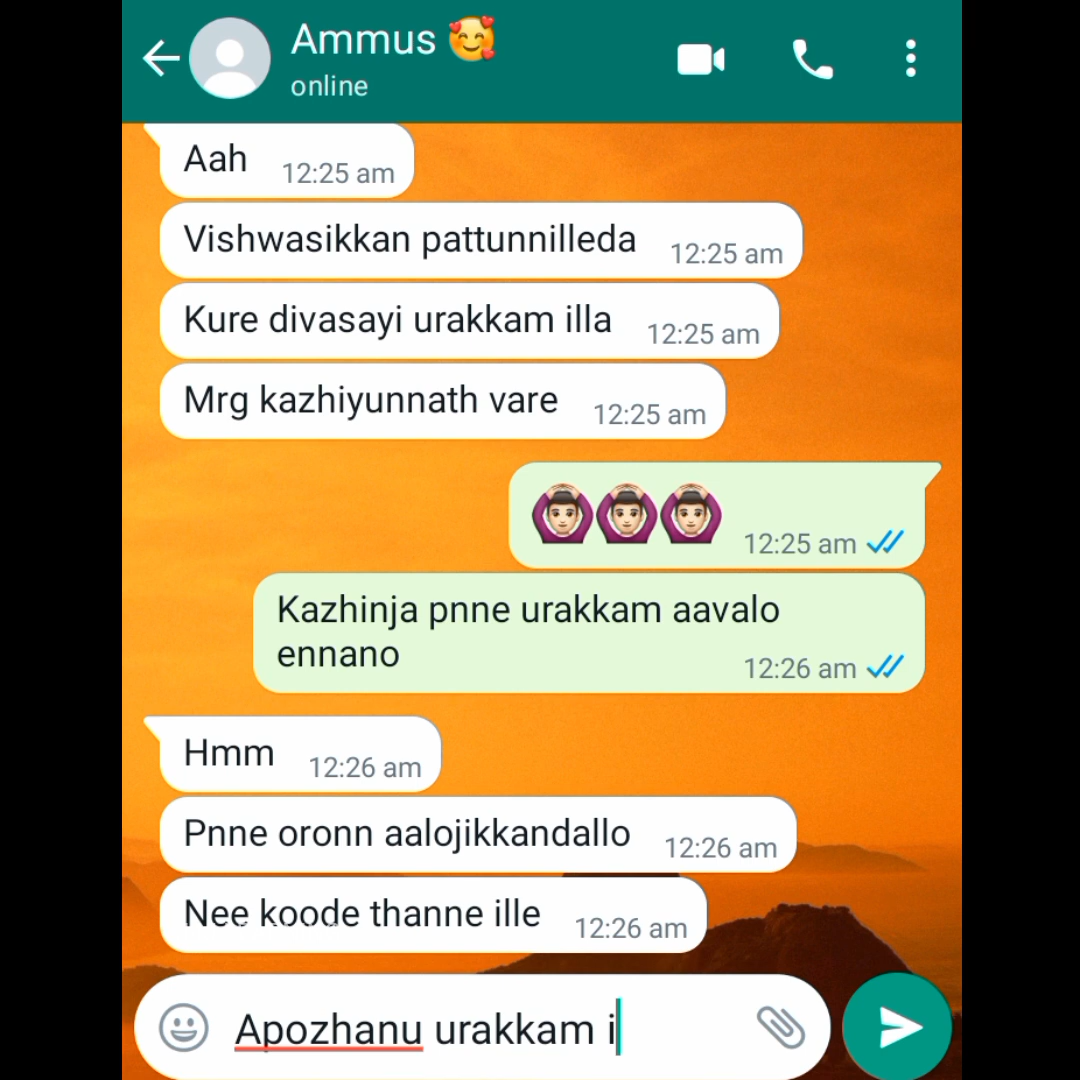 Ammus 🥰
online
Aah 12:25 am
Vishwasikkan pattunnilleda 12:25 am
Kure divasayi urakkam illa 12:25 am
Mrg kazhiyunnath vare 12:25 am
🙆🏻‍♂️🙆🏻‍♂️🙆🏻‍♂️ 12:25 am
Kazhinja pnne urakkam aavalo
ennano 12:26 am
Hmm 12:26 am
Pnne oronn aalojikkandallo 12:26 am
Nee koode thanne ille 12:26 am
Apozhanu urakkam i